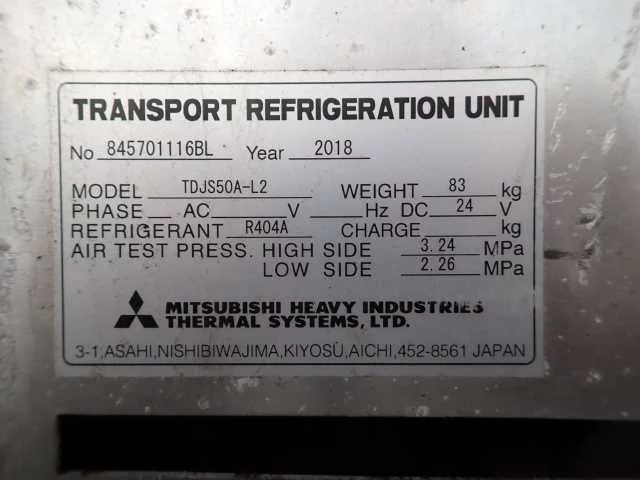 TRANSPORT REFRIGERATION UNIT
No 845701116BL Year 2018
MODEL TDJS50A-L2 WEIGHT 83 kg
PHASE AC V Hz DC 24 V
REFRIGERANT R404A CHARGE kg
AIR TEST PRESS. HIGH SIDE 3.24 MPa
LOW SIDE 2.26 MPa
MITSUBISHI HEAVY INDUSTRIES
THERMAL SYSTEMS, LTD.
3-1,ASAHI,NISHIBIWAJIMA,KIYOSU,AICHI,452-8561 JAPAN